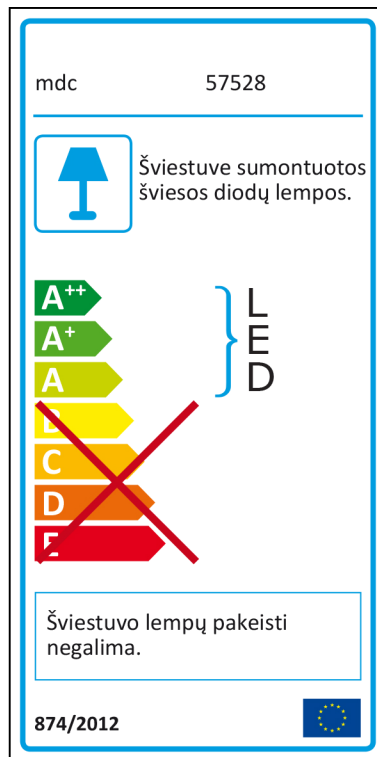 mdc 57528
Šviestuve sumontuotos
šviesos diodų lempos.
A++
A+
A
B
C
D
E
L
E
D
Šviestuvo lempų pakeisti
negalima.
874/2012